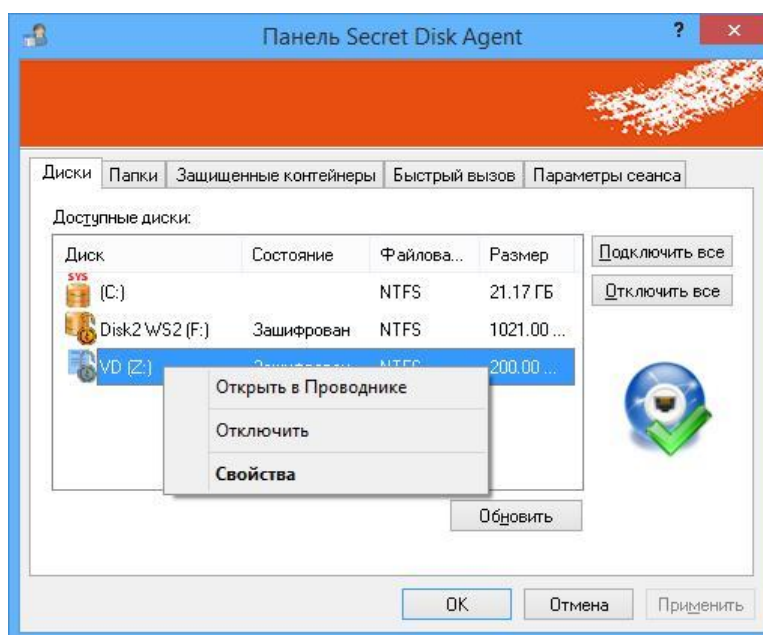 Панель Secret Disk Agent
?
Диски Папки Защищенные контейнеры Быстрый вызов Параметры сеанса
Доступные диски:
Диск Состояние Файлова... Размер
Подключить все
SYS
(C:) NTFS 21.17 ГБ
Отключить все
Disk2 WS2 (F:) Зашифрован NTFS 1021.00 ...
VD (Z:) Зашифрован NTFS 200.00 ...
Открыть в Проводнике
Отключить
Свойства
Обновить
OK Отмена Применить